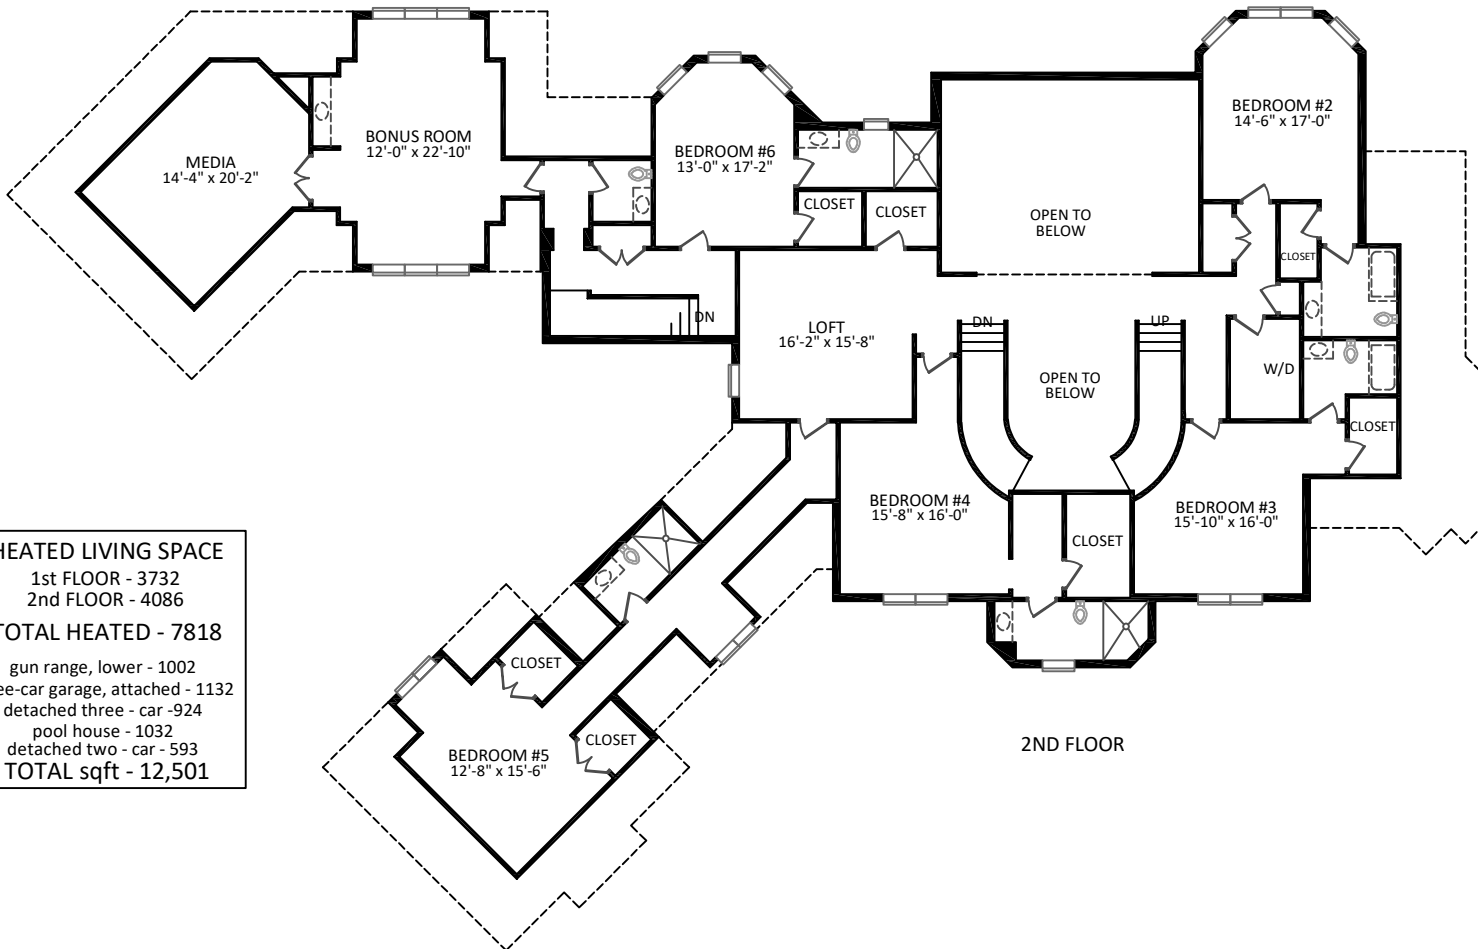 BONUS ROOM
12'-0" x 22'-10"
MEDIA
14'-4" x 20'-2"
BEDROOM #6
13'-0" x 17'-2"
CLOSET
CLOSET
OPEN TO
BELOW
BEDROOM #2
14'-6" x 17'-0"
CLOSET
DN
LOFT
16'-2" x 15'-8"
DN
UP
OPEN TO
BELOW
W/D
CLOSET
BEDROOM #4
15'-8" x 16'-0"
CLOSET
BEDROOM #3
15'-10" x 16'-0"
CLOSET
CLOSET
BEDROOM #5
12'-8" x 15'-6"
2ND FLOOR
HEATED LIVING SPACE
1st FLOOR - 3732
2nd FLOOR - 4086
TOTAL HEATED - 7818
gun range, lower - 1002
ee-car garage, attached - 1132
detached three - car -924
pool house - 1032
detached two - car - 593
TOTAL sqft - 12,501